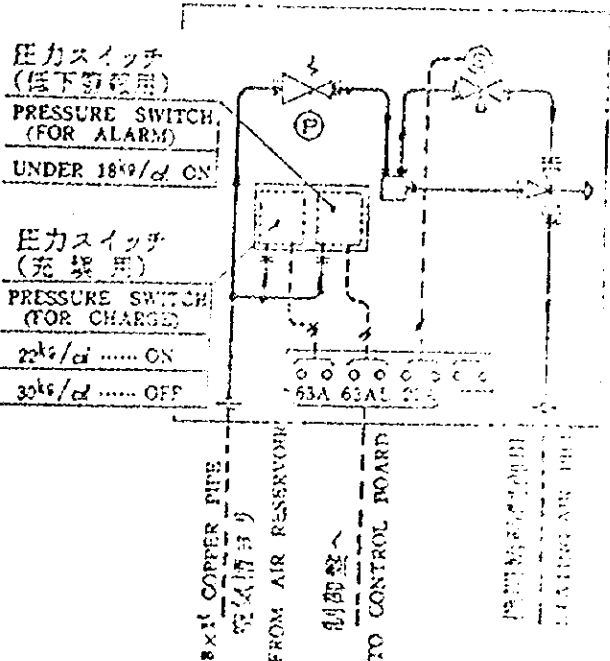 圧力スイッチ
(低下警報用)
PRESSURE SWITCH
(FOR ALARM)
UNDER 18kg/㎠ ON
P
圧力スイッチ
(充気用)
PRESSURE SWITCH
(FOR CHARGE)
22kg/㎠ ...... ON
30kg/㎠ ...... OFF
63A 63AL
8×1t COPPER PIPE
空気槽ヨリ
FROM AIR RESERVOIR
制御盤へ
TO CONTROL BOARD